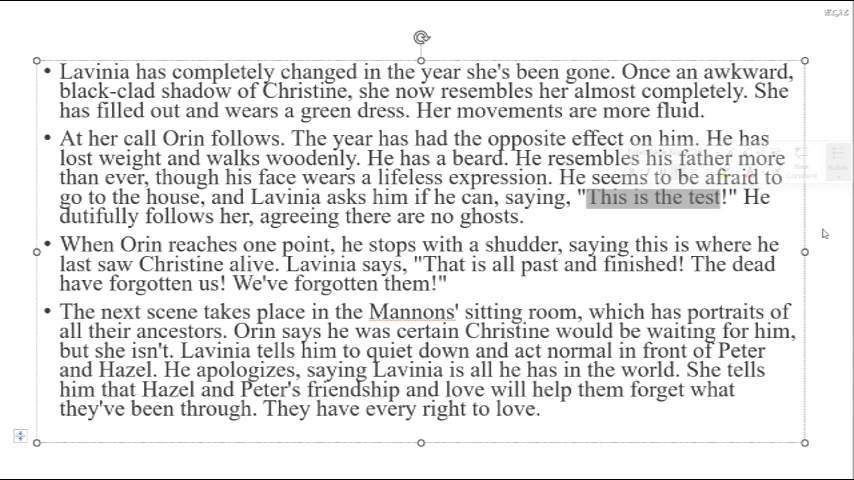 • Lavinia has completely changed in the year she's been gone. Once an awkward,
black-clad shadow of Christine, she now resembles her almost completely. She
has filled out and wears a green dress. Her movements are more fluid.
• At her call Orin follows. The year has had the opposite effect on him. He has
lost weight and walks woodenly. He has a beard. He resembles his father more
than ever, though his face wears a lifeless expression. He seems to be afraid to
go to the house, and Lavinia asks him if he can, saying, "This is the test!" He
dutifully follows her, agreeing there are no ghosts.
• When Orin reaches one point, he stops with a shudder, saying this is where he
last saw Christine alive. Lavinia says, "That is all past and finished! The dead
have forgotten us! We've forgotten them!"
• The next scene takes place in the Mannons' sitting room, which has portraits of
all their ancestors. Orin says he was certain Christine would be waiting for him,
but she isn't. Lavinia tells him to quiet down and act normal in front of Peter
and Hazel. He apologizes, saying Lavinia is all he has in the world. She tells
him that Hazel and Peter's friendship and love will help them forget what
they've been through. They have every right to love.